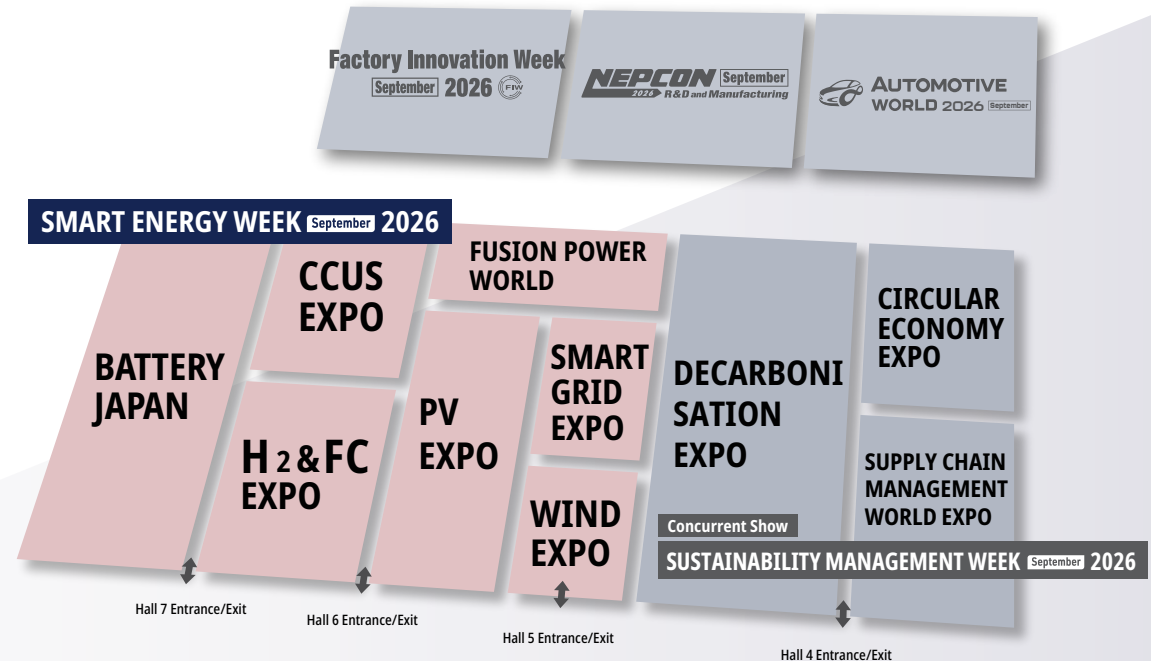 Factory Innovation Week
September 2026 FIW
NEPCON September
2026 R&D and Manufacturing
AUTOMOTIVE
WORLD 2026 September
SMART ENERGY WEEK September 2026
BATTERY
JAPAN
CCUS
EXPO
H2&FC
EXPO
FUSION POWER
WORLD
PV
EXPO
SMART
GRID
EXPO
WIND
EXPO
DECARBONI
SATION
EXPO
CIRCULAR
ECONOMY
EXPO
SUPPLY CHAIN
MANAGEMENT
WORLD EXPO
Concurrent Show
SUSTAINABILITY MANAGEMENT WEEK September 2026
Hall 7 Entrance/Exit
Hall 6 Entrance/Exit
Hall 5 Entrance/Exit
Hall 4 Entrance/Exit